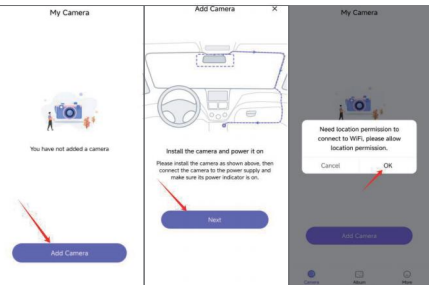 My Camera
You have not added a camera
Add Camera
Add Camera
×
Install the camera and power it on
Please install the camera as shown above, then
connect the camera to the power supply and
make sure its power indicator is on.
Next
My Camera
Need location permission to
connect to WiFi, please allow
location permission.
Cancel
OK
Add Camera
Camera
Album
More